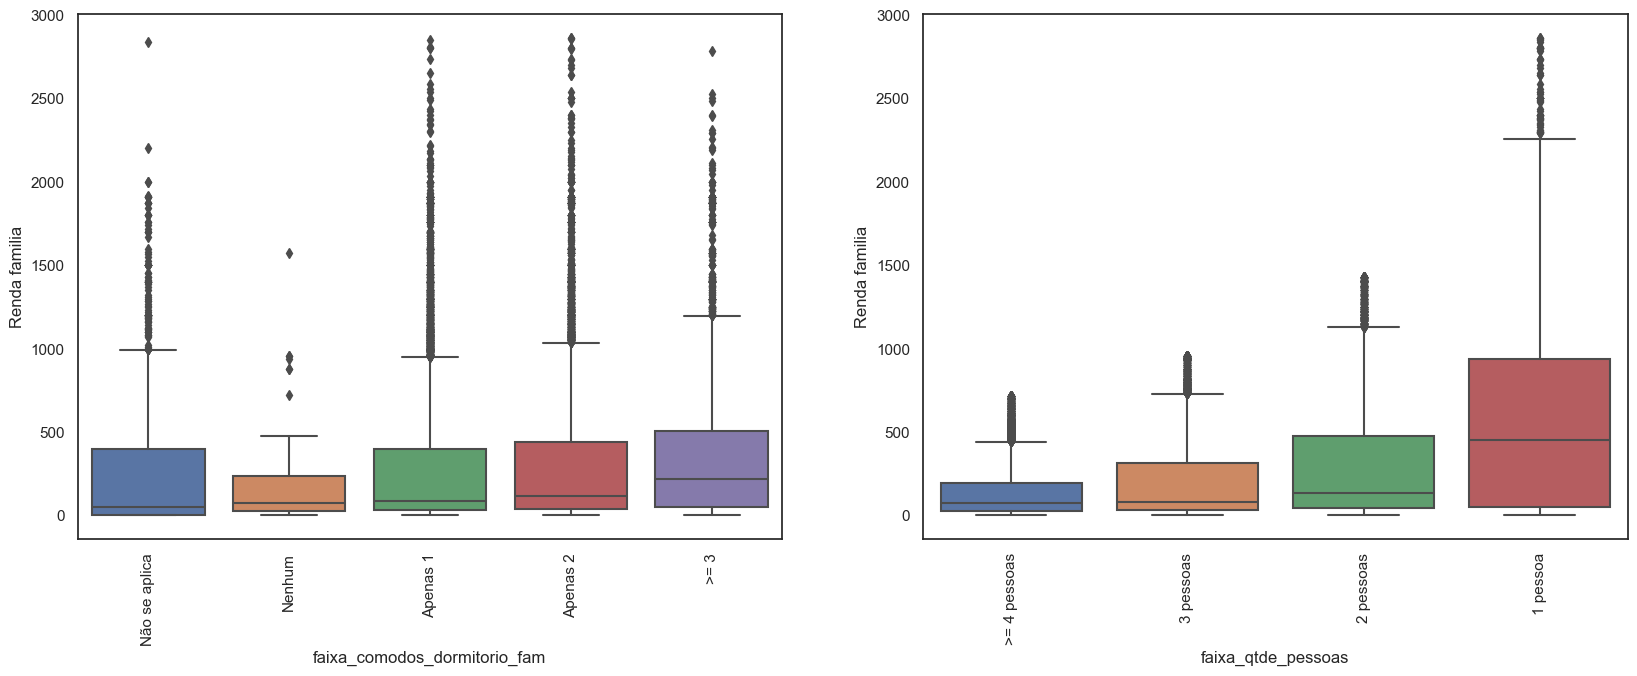 3000
2500
2000
1500
1000
500
0
Renda familia
Não se aplica
Nenhum
Apenas 1
Apenas 2
>= 3
faixa_comodos_dormitorio_fam
3000
2500
2000
1500
1000
500
0
Renda familia
>= 4 pessoas
3 pessoas
2 pessoas
1 pessoa
faixa_qtde_pessoas